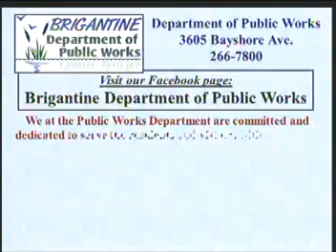 BRIGANTINE
Department of
Public Works
Department of Public Works
3605 Bayshore Ave.
266-7800
Visit our Facebook page:
Brigantine Department of Public Works
We at the Public Works Department are committed and
dedicated to serve